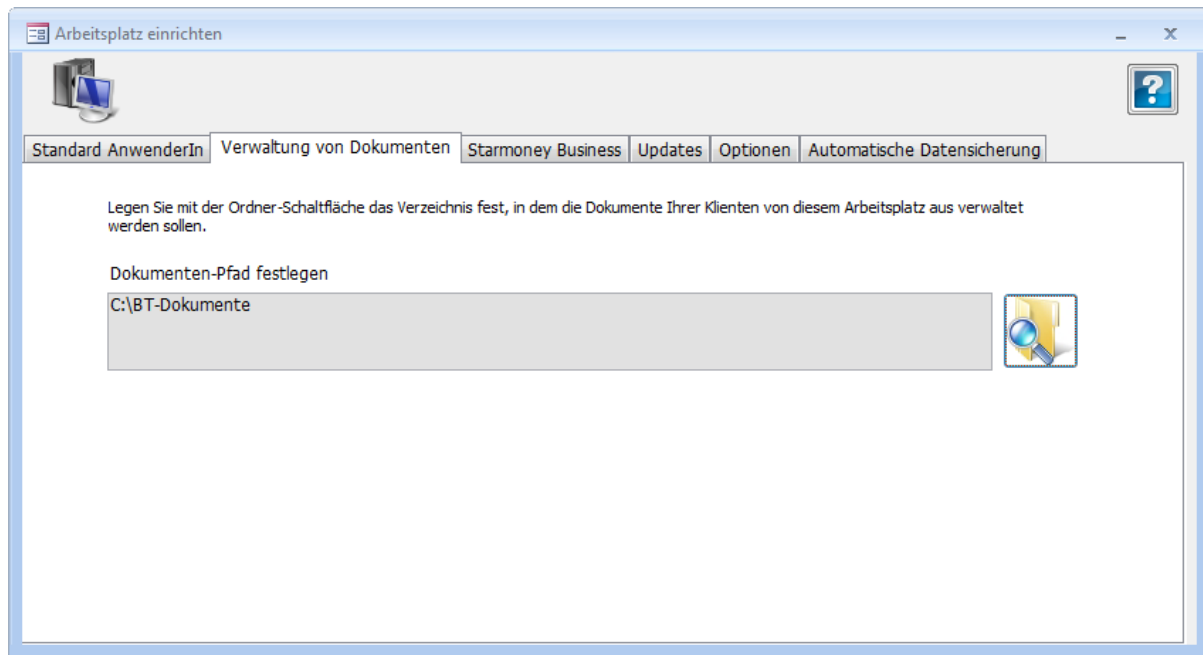 Arbeitsplatz einrichten
Standard AnwenderIn Verwaltung von Dokumenten Starmoney Business Updates Optionen Automatische Datensicherung
Legen Sie mit der Ordner-Schaltfläche das Verzeichnis fest, in dem die Dokumente Ihrer Klienten von diesem Arbeitsplatz aus verwaltet
werden sollen.
Dokumenten-Pfad festlegen
C:\BT-Dokumente